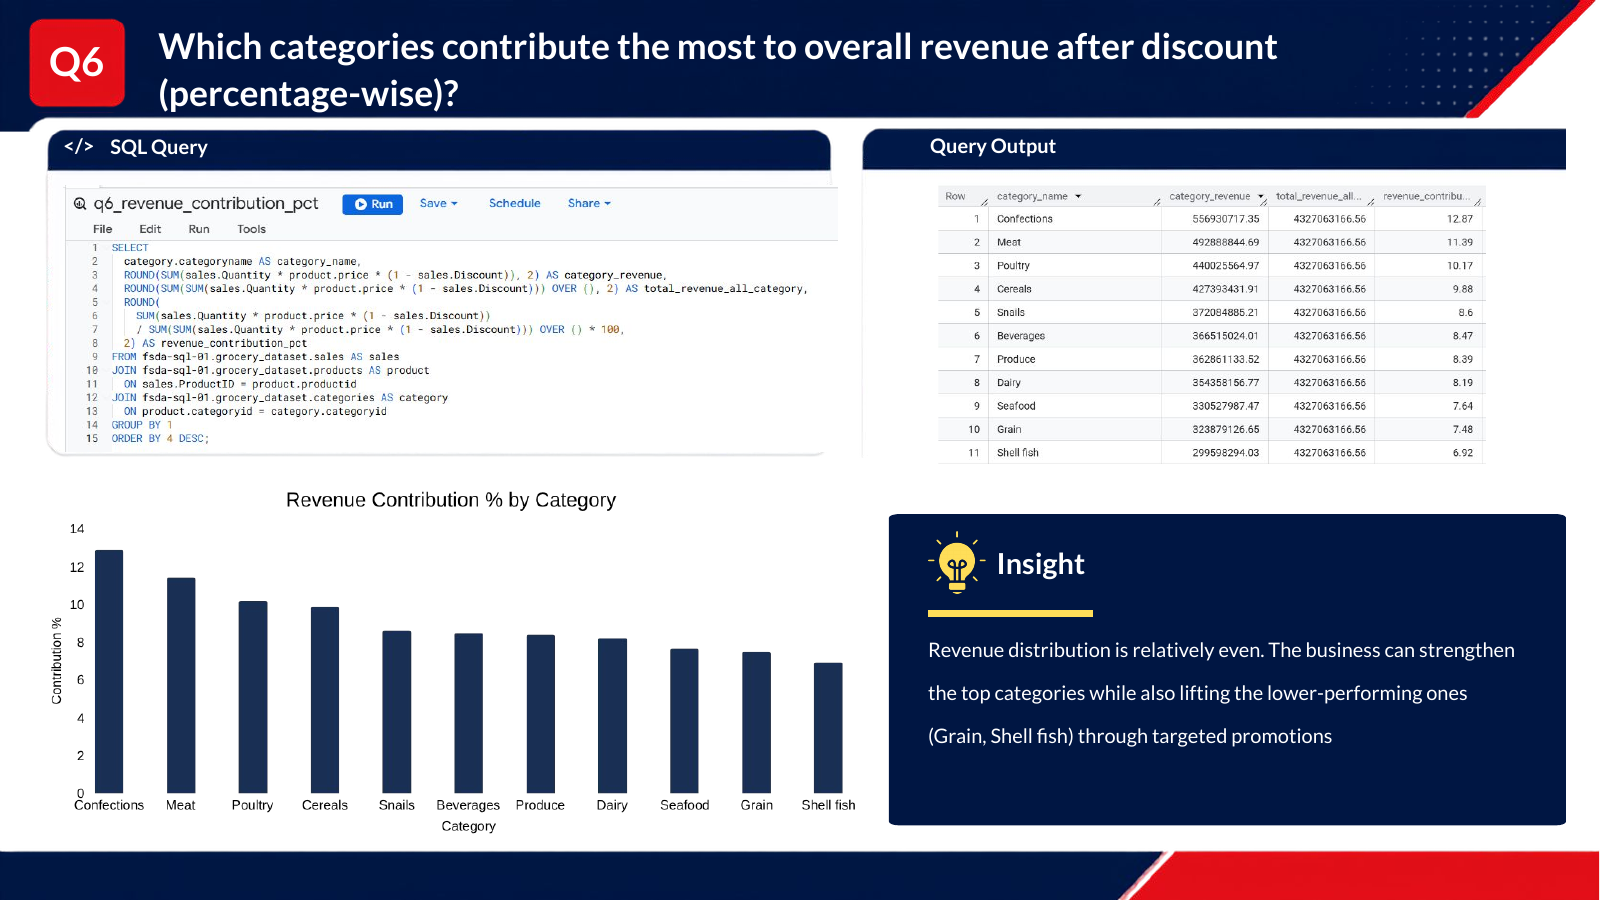 Q6
Which categories contribute the most to overall revenue after discount
(percentage-wise)?
</> SQL Query
q6_revenue_contribution_pct Run Save Schedule Share
File Edit Run Tools
1 SELECT
2 category.categoryname AS category_name,
3 ROUND(SUM(sales.Quantity * product.price * (1 - sales.Discount)), 2) AS category_revenue,
4 ROUND(SUM(SUM(sales.Quantity * product.price * (1 - sales.Discount))) OVER (), 2) AS total_revenue_all_category,
5 ROUND(
6 SUM(sales.Quantity * product.price * (1 - sales.Discount))
7 / SUM(SUM(sales.Quantity * product.price * (1 - sales.Discount))) OVER () * 100,
8 2) AS revenue_contribution_pct
9 FROM fsda-sql-01.grocery_dataset.sales AS sales
10 JOIN fsda-sql-01.grocery_dataset.products AS product
11 ON sales.ProductID = product.productid
12 JOIN fsda-sql-01.grocery_dataset.categories AS category
13 ON product.categoryid = category.categoryid
14 GROUP BY 1
15 ORDER BY 4 DESC;
Query Output
Row category_name category_revenue total_revenue_all... revenue_contribu...
1 Confections 556930717.35 4327063166.56 12.87
2 Meat 492888844.69 4327063166.56 11.39
3 Poultry 440025564.97 4327063166.56 10.17
4 Cereals 427393431.91 4327063166.56 9.88
5 Snails 372084885.21 4327063166.56 8.6
6 Beverages 366515024.01 4327063166.56 8.47
7 Produce 362861133.52 4327063166.56 8.39
8 Dairy 354358156.77 4327063166.56 8.19
9 Seafood 330527987.47 4327063166.56 7.64
10 Grain 323879126.65 4327063166.56 7.48
11 Shell fish 299598294.03 4327063166.56 6.92
Revenue Contribution % by Category
Contribution %
14
12
10
8
6
4
2
0
Confections Meat Poultry Cereals Snails Beverages Produce Dairy Seafood Grain Shell fish
Category
Insight
Revenue distribution is relatively even. The business can strengthen
the top categories while also lifting the lower-performing ones
(Grain, Shell fish) through targeted promotions